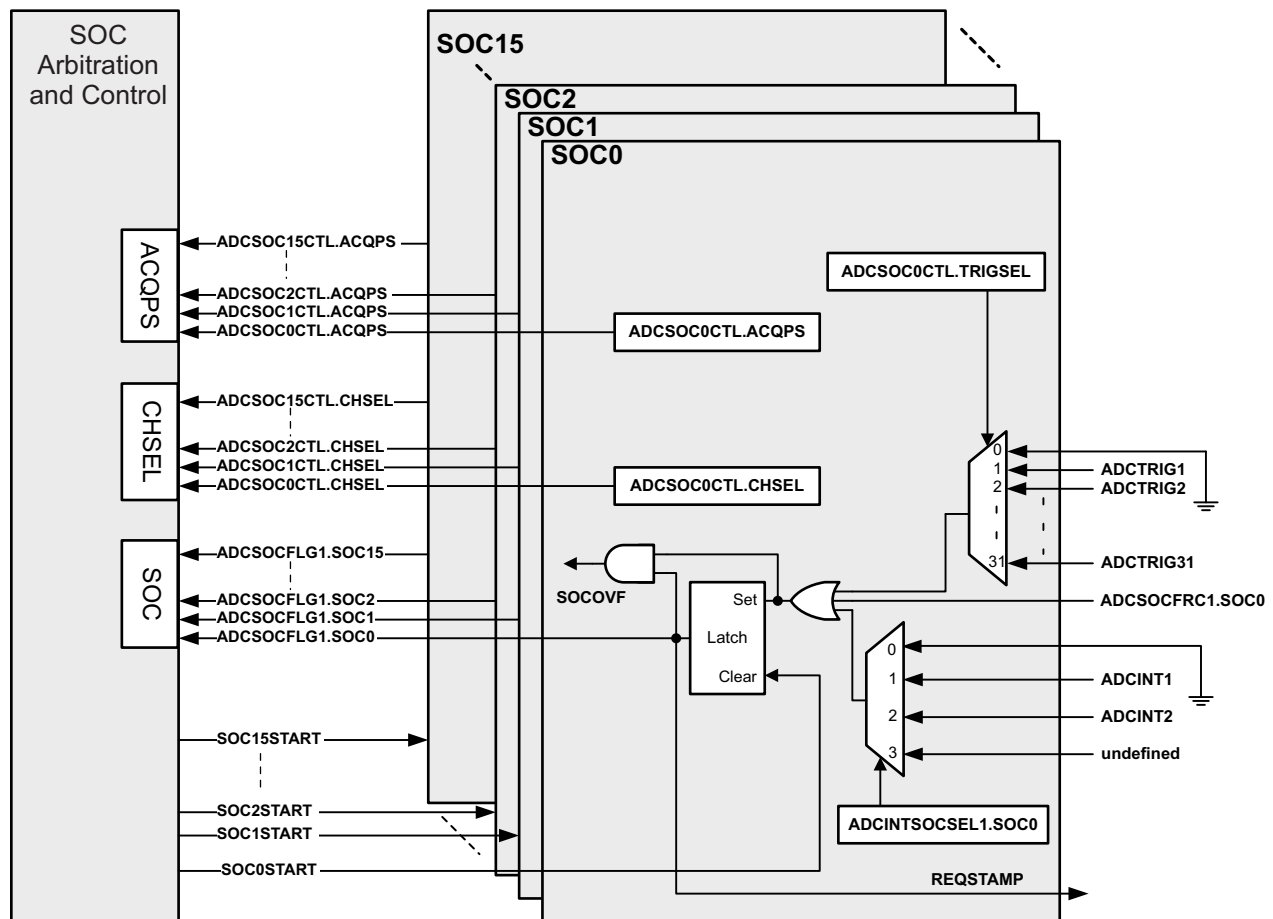 SOC
Arbitration
and Control
SOC15
SOC2
SOC1
SOC0
ACQPS
ADCSOC15CTL.ACQPS
ADCSOC2CTL.ACQPS
ADCSOC1CTL.ACQPS
ADCSOC0CTL.ACQPS
ADCSOC0CTL.ACQPS
ADCSOC0CTL.TRIGSEL
CHSEL
ADCSOC15CTL.CHSEL
ADCSOC2CTL.CHSEL
ADCSOC1CTL.CHSEL
ADCSOC0CTL.CHSEL
ADCSOC0CTL.CHSEL
0
1
2
31
ADCTRIG1
ADCTRIG2
ADCTRIG31
SOC
ADCSOCFLG1.SOC15
ADCSOCFLG1.SOC2
ADCSOCFLG1.SOC1
ADCSOCFLG1.SOC0
SOCOVF
Set
Latch
Clear
ADCSOCFRC1.SOC0
0
1
2
3
ADCINT1
ADCINT2
undefined
ADCINTSOCSEL1.SOC0
SOC15START
SOC2START
SOC1START
SOC0START
REQSTAMP